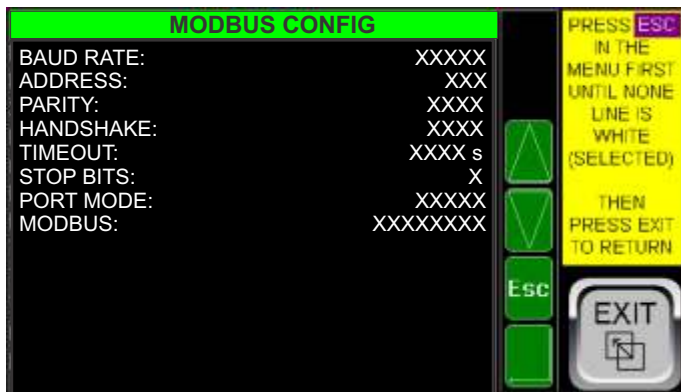 MODBUS CONFIG
BAUD RATE: XXXXX
ADDRESS: XXX
PARITY: XXXX
HANDSHAKE: XXXX
TIMEOUT: XXXX s
STOP BITS: X
PORT MODE: XXXXX
MODBUS: XXXXXXXX
Esc
PRESS ESC
IN THE
MENU FIRST
UNTIL NONE
LINE IS
WHITE
(SELECTED)
THEN
PRESS EXIT
TO RETURN
EXIT